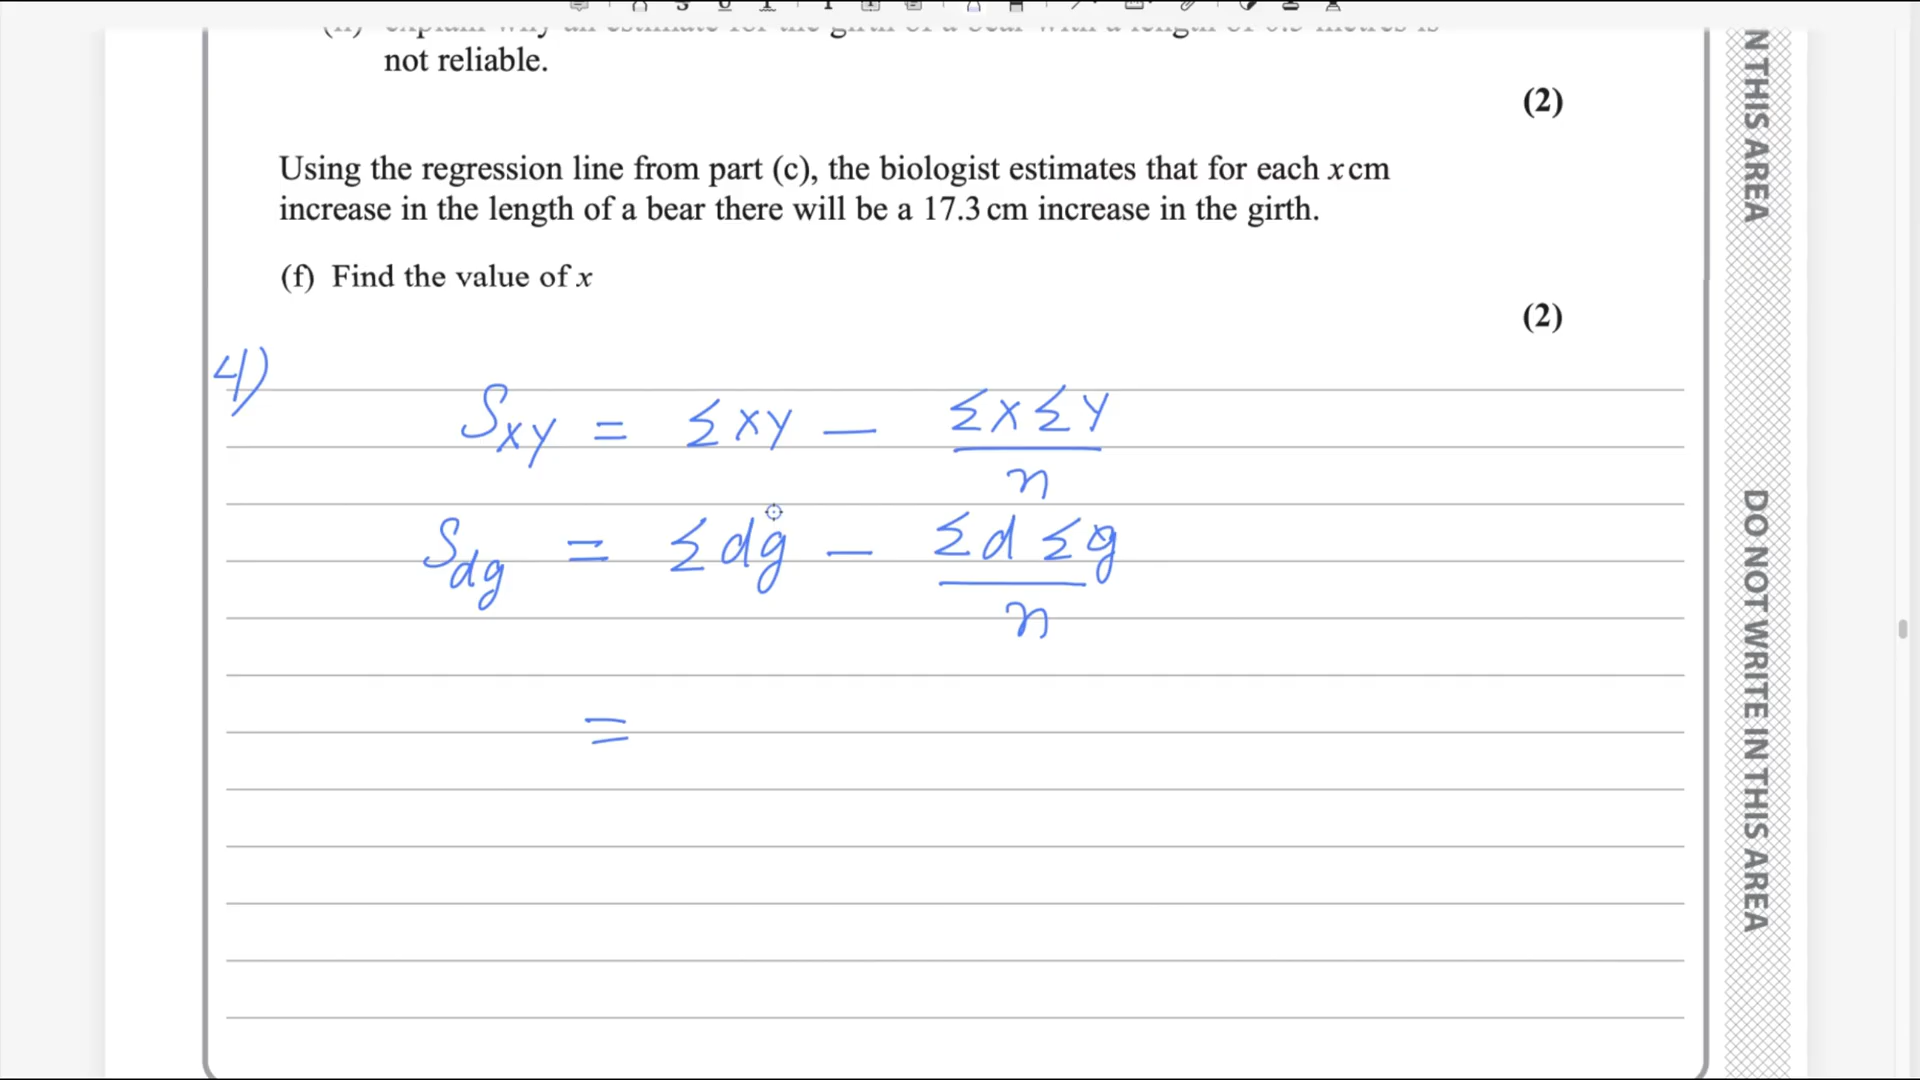 not reliable.
(2)
Using the regression line from part (c), the biologist estimates that for each x cm
increase in the length of a bear there will be a 17.3 cm increase in the girth.
(f) Find the value of x
(2)
4)
Sxy = Σxy − ΣxΣy
n
Sdg = Σdg − Σd Σg
n
=
N THIS AREA
DO NOT WRITE IN THIS AREA